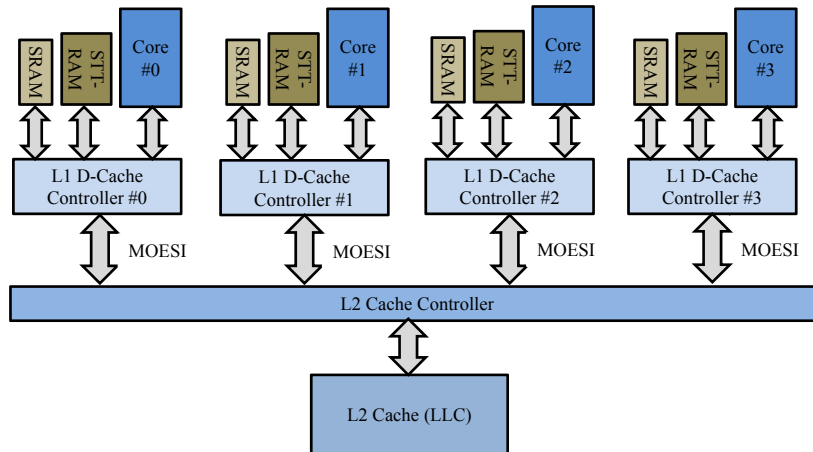 SRAM
STT-
RAM
Core
#0
SRAM
STT-
RAM
Core
#1
SRAM
STT-
RAM
Core
#2
SRAM
STT-
RAM
Core
#3
L1 D-Cache
Controller #0
L1 D-Cache
Controller #1
L1 D-Cache
Controller #2
L1 D-Cache
Controller #3
MOESI
MOESI
MOESI
MOESI
L2 Cache Controller
L2 Cache (LLC)